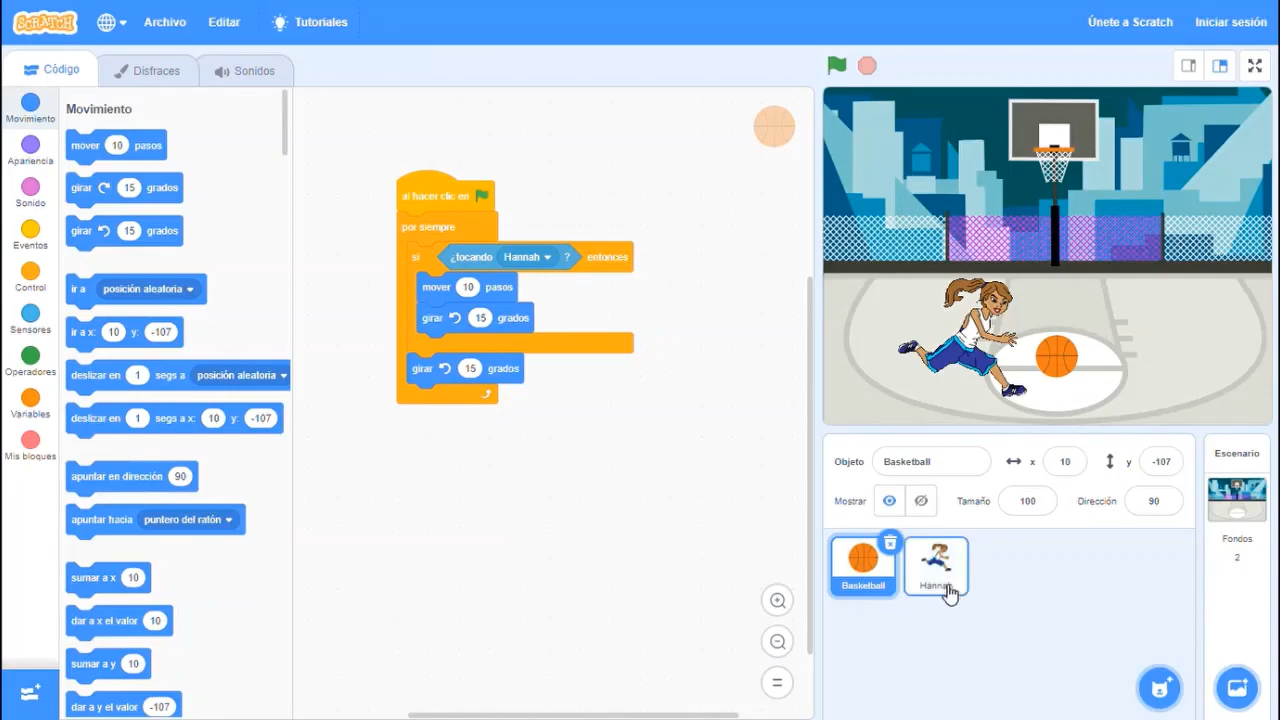 SCRATCH
Archivo
Editar
Tutoriales
Únete a Scratch
Iniciar sesión
Código
Disfraces
Sonidos
Movimiento
Apariencia
Sonido
Eventos
Control
Sensores
Operadores
Variables
Mis bloques
Movimiento
mover 10 pasos
girar 15 grados
girar 15 grados
ir a posición aleatoria
ir a x: 10 y: -107
deslizar en 1 segs a posición aleatoria
deslizar en 1 segs a x: 10 y: -107
apuntar en dirección 90
apuntar hacia puntero del ratón
sumar a x 10
dar a x el valor 10
sumar a y 10
dar a y el valor -107
al hacer clic en
por siempre
si ¿tocando Hannah ? entonces
mover 10 pasos
girar 15 grados
girar 15 grados
Objeto Basketball x 10 y -107
Mostrar Tamaño 100 Dirección 90
Basketball
Hannah
Escenario
Fondos
2